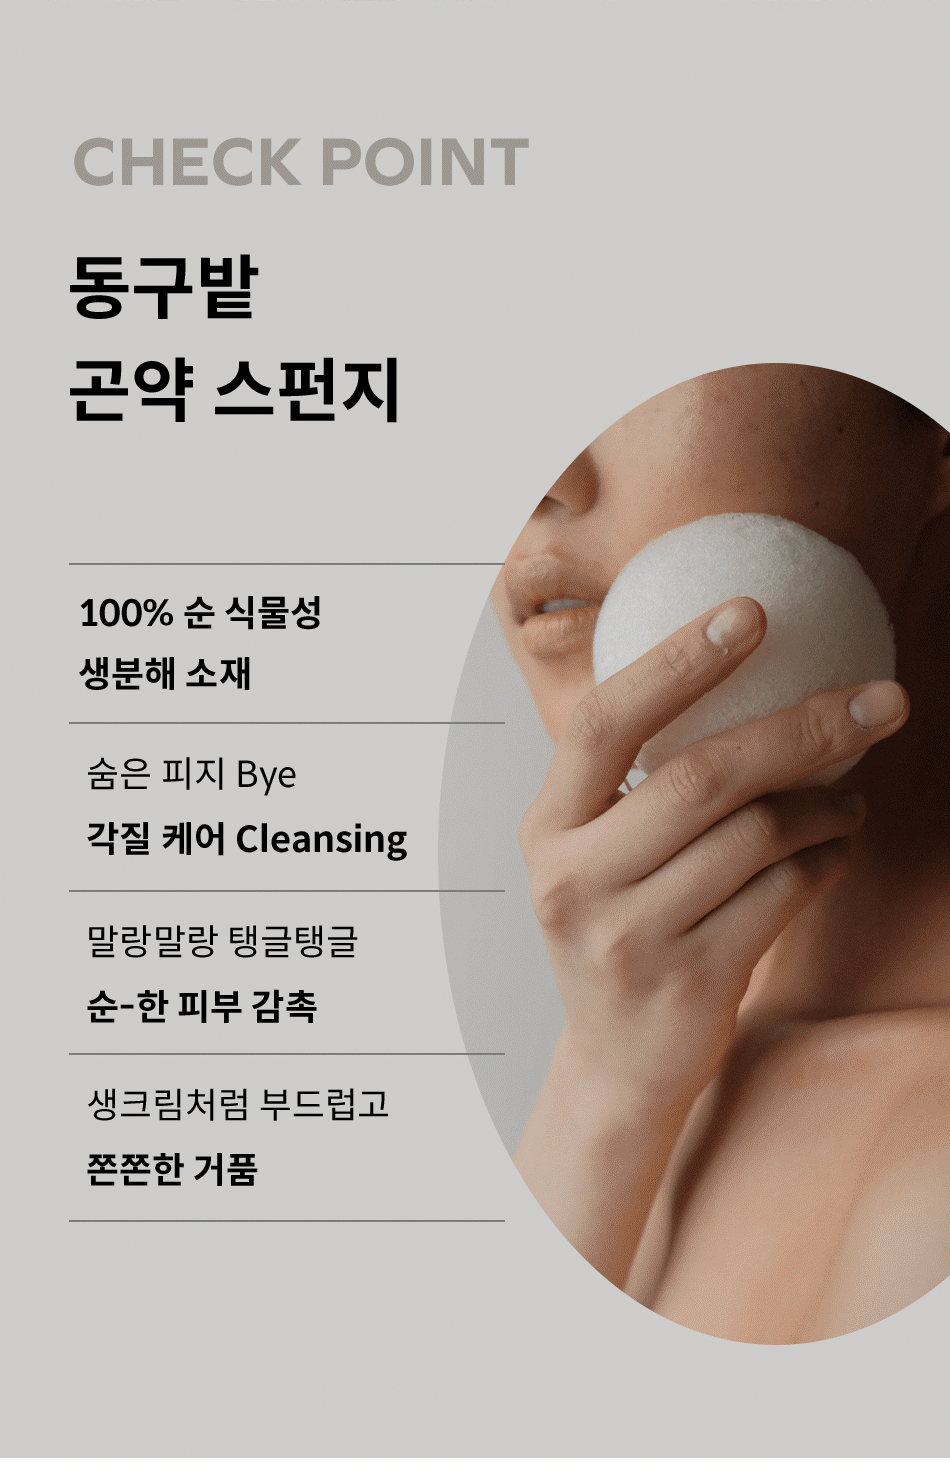 CHECK POINT
동구밭
곤약 스펀지
100% 순 식물성
생분해 소재
숨은 피지 Bye
각질 케어 Cleansing
말랑말랑 탱글탱글
순-한 피부 감촉
생크림처럼 부드럽고
쫀쫀한 거품